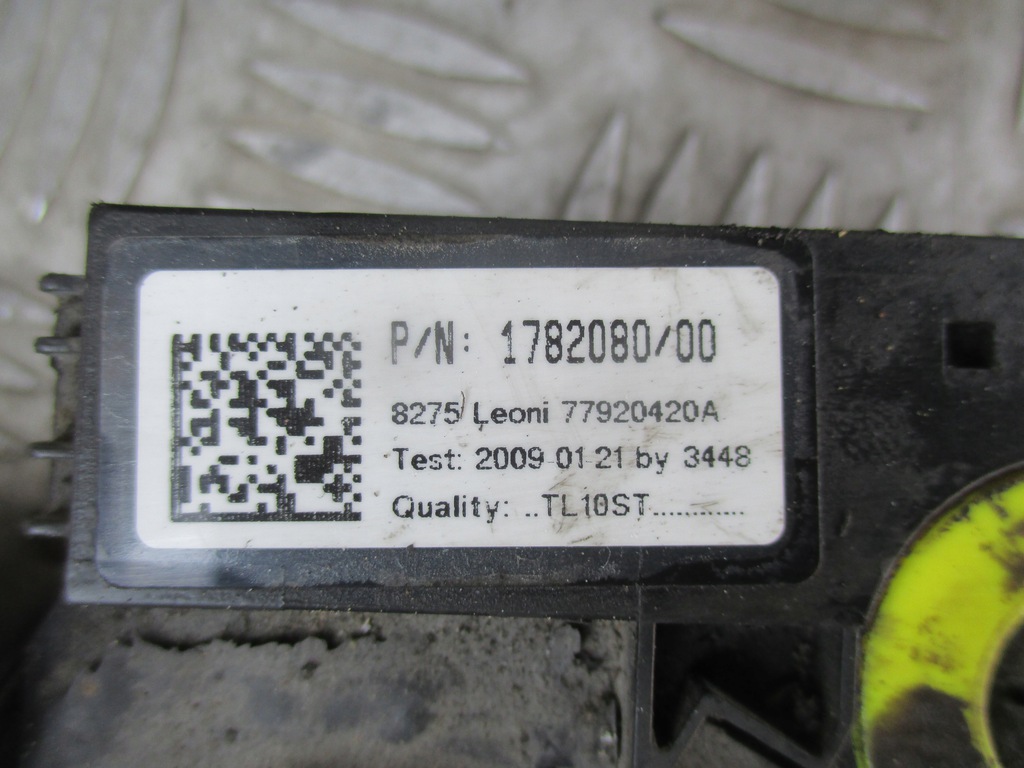 P/N: 1782080/00
8275 Leoni 77920420A
Test: 2009-01-21 by 3448
Quality: ..TL10ST.............